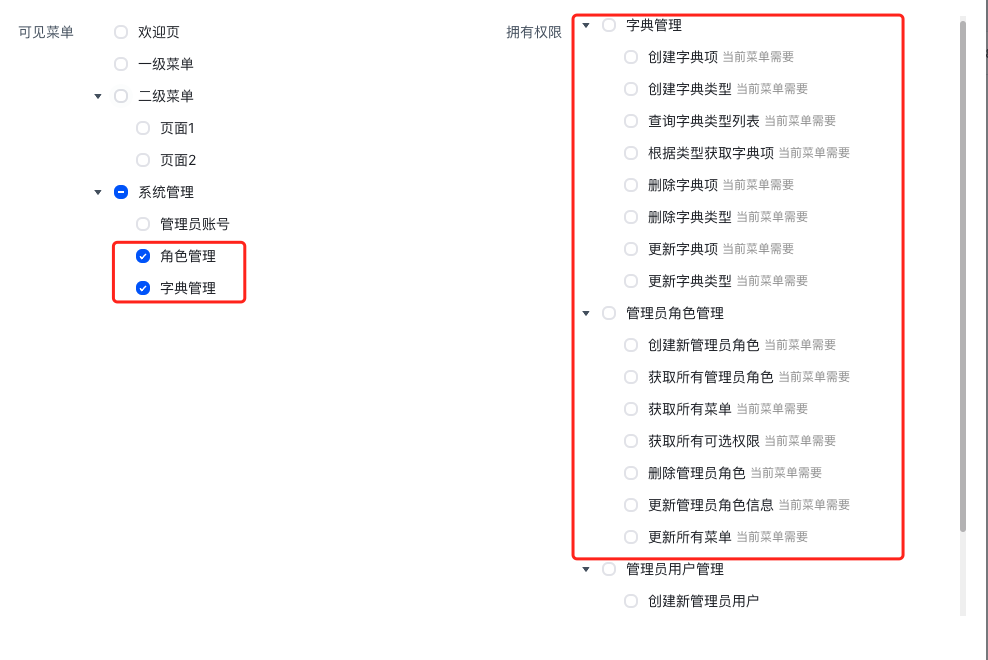 可见菜单
欢迎页
一级菜单
二级菜单
页面1
页面2
系统管理
管理员账号
角色管理
字典管理
拥有权限
字典管理
创建字典项 当前菜单需要
创建字典类型 当前菜单需要
查询字典类型列表 当前菜单需要
根据类型获取字典项 当前菜单需要
删除字典项 当前菜单需要
删除字典类型 当前菜单需要
更新字典项 当前菜单需要
更新字典类型 当前菜单需要
管理员角色管理
创建新管理员角色 当前菜单需要
获取所有管理员角色 当前菜单需要
获取所有菜单 当前菜单需要
获取所有可选权限 当前菜单需要
删除管理员角色 当前菜单需要
更新管理员角色信息 当前菜单需要
更新所有菜单 当前菜单需要
管理员用户管理
创建新管理员用户